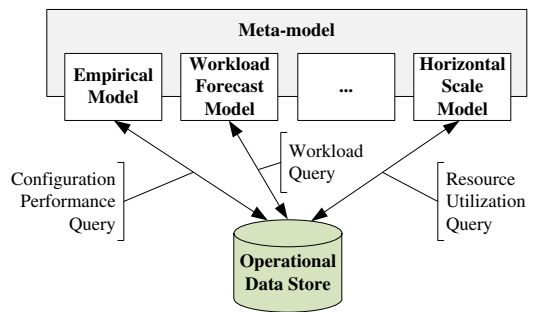 Meta-model
Empirical
Model
Workload
Forecast
Model
...
Horizontal
Scale
Model
Configuration
Performance
Query
Workload
Query
Resource
Utilization
Query
Operational
Data Store